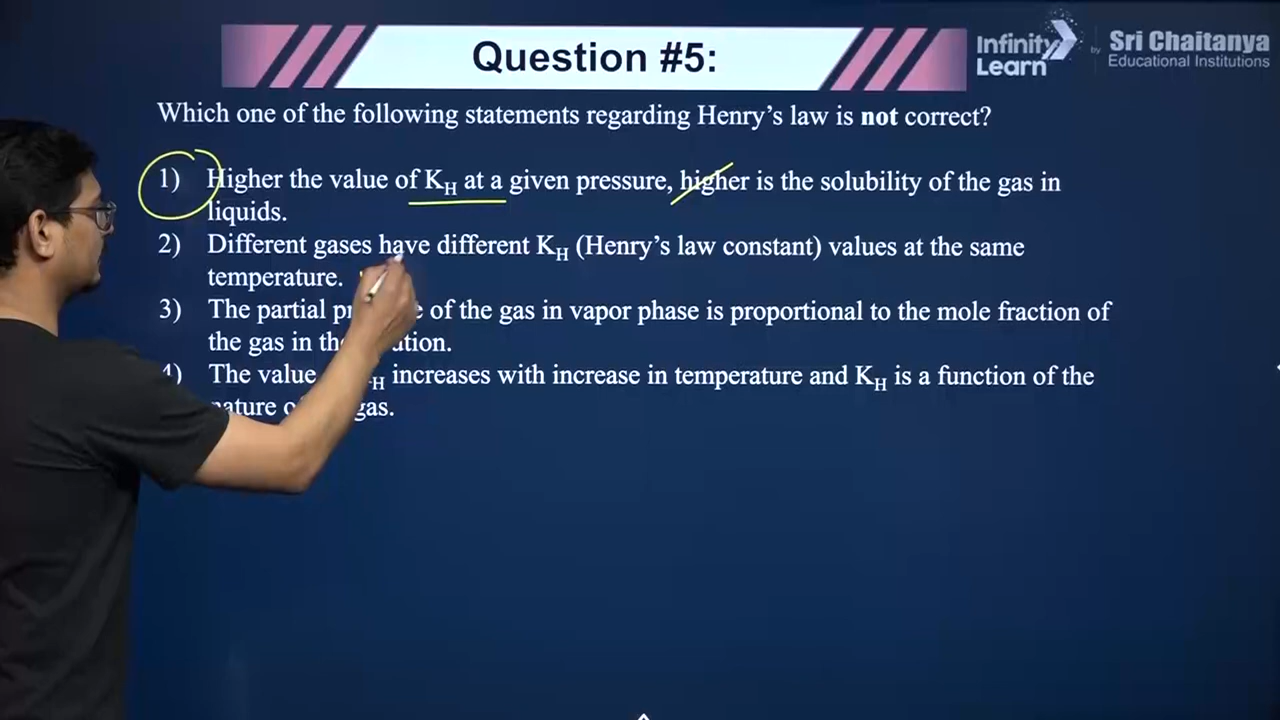 Question #5:
Infinity Learn by Sri Chaitanya Educational Institutions
Which one of the following statements regarding Henry's law is not correct?
1) Higher the value of K_H at a given pressure, higher is the solubility of the gas in
liquids.
2) Different gases have different K_H (Henry's law constant) values at the same
temperature.
3) The partial of the gas in vapor phase is proportional to the mole fraction of
the gas in
4) The value H increases with increase in temperature and K_H is a function of the
nature gas.